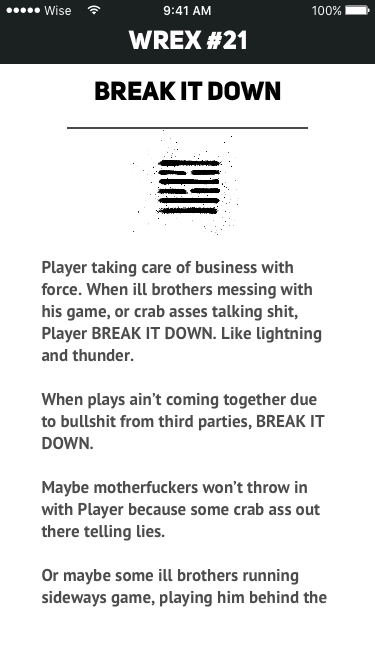 Wise 9:41 AM 100%
WREX #21
BREAK IT DOWN
Player taking care of business with
force. When ill brothers messing with
his game, or crab asses talking shit,
Player BREAK IT DOWN. Like lightning
and thunder.
When plays ain't coming together due
to bullshit from third parties, BREAK IT
DOWN.
Maybe motherfuckers won't throw in
with Player because some crab ass out
there telling lies.
Or maybe some ill brothers running
sideways game, playing him behind the